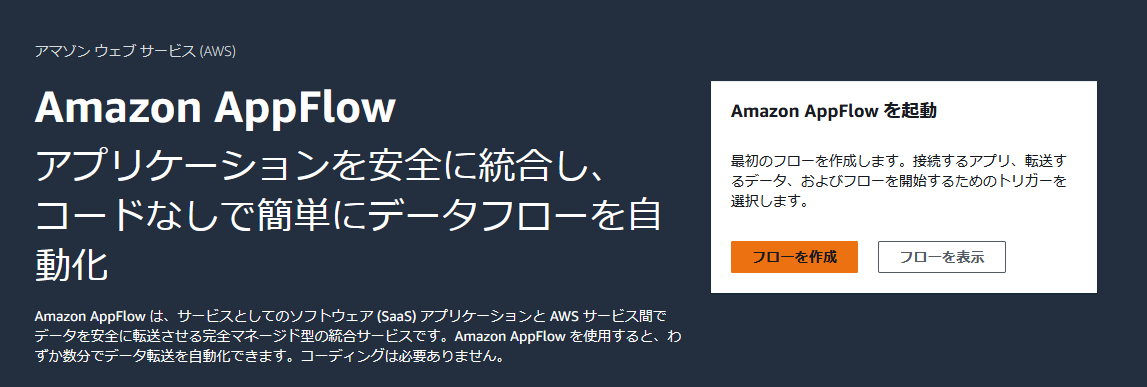 アマゾン ウェブ サービス (AWS)
Amazon AppFlow
アプリケーションを安全に統合し、
コードなしで簡単にデータフローを自
動化
Amazon AppFlow は、サービスとしてのソフトウェア (SaaS) アプリケーションと AWS サービス間で
データを安全に転送させる完全マネージド型の統合サービスです。Amazon AppFlow を使用すると、わ
ずか数分でデータ転送を自動化できます。コーディングは必要ありません。
Amazon AppFlow を起動
最初のフローを作成します。接続するアプリ、転送す
るデータ、およびフローを開始するためのトリガーを
選択します。
フローを作成
フローを表示